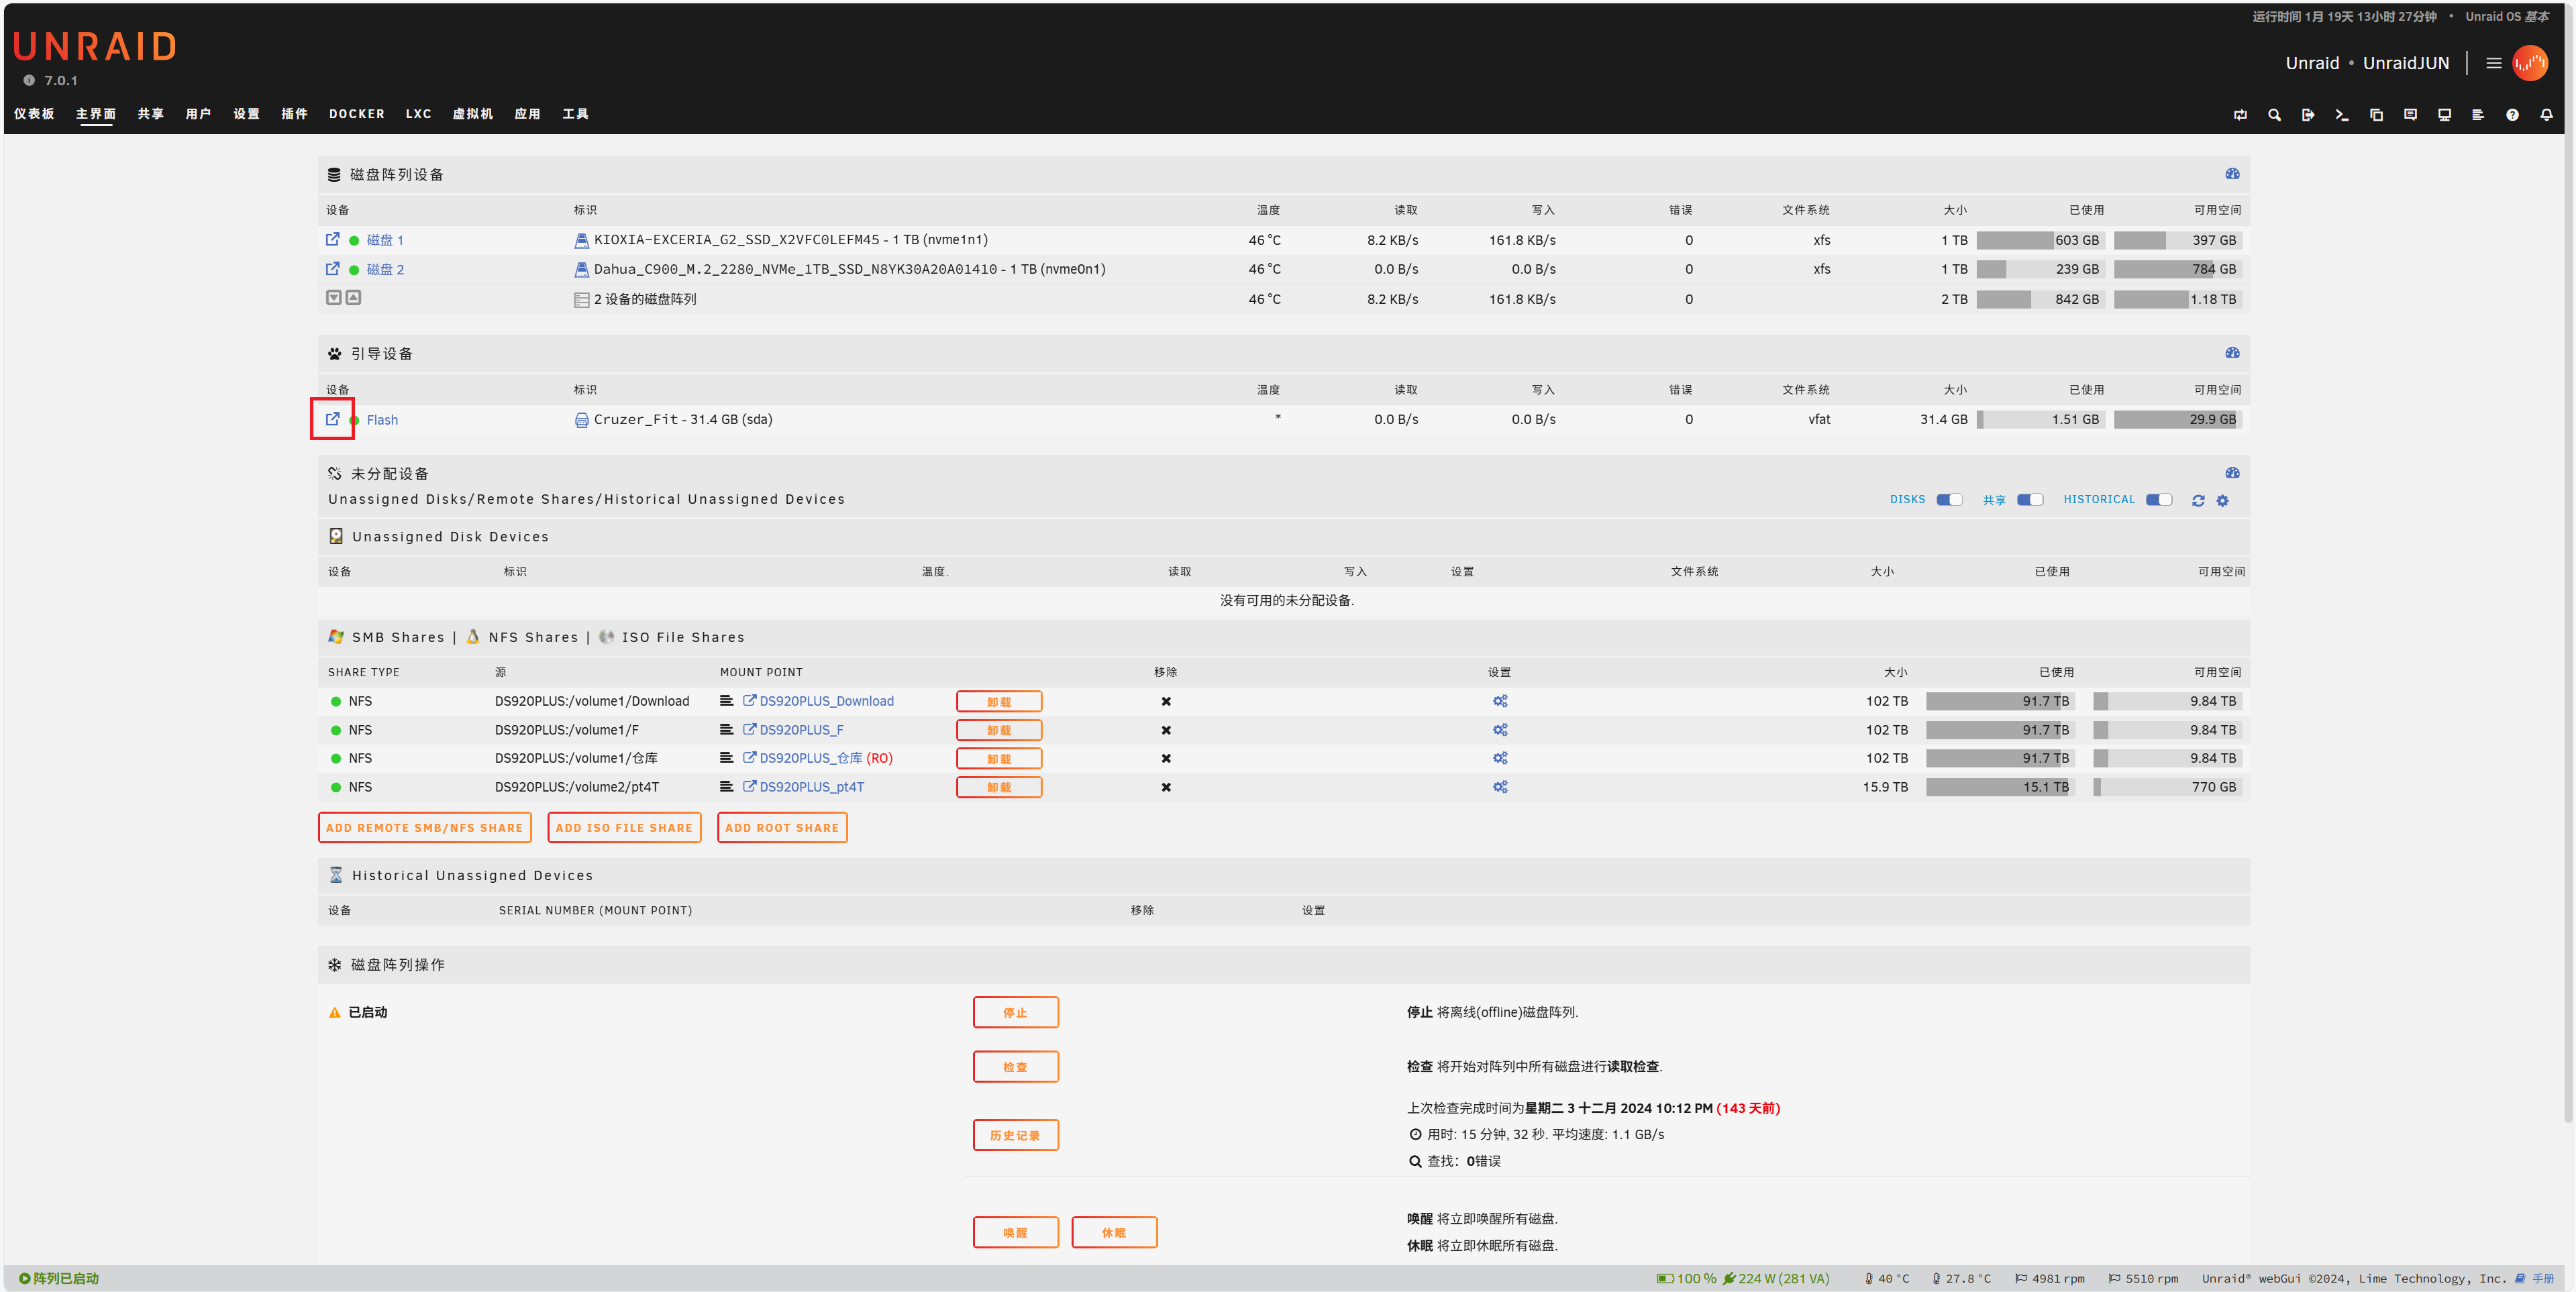 运行时间 1月 19天 13小时 27分钟 • Unraid OS 基本
UNRAID
7.0.1
Unraid • UnraidJUN
仪表板 主界面 共享 用户 设置 插件 DOCKER LXC 虚拟机 应用 工具
磁盘阵列设备
设备 标识 温度 读取 写入 错误 文件系统 大小 已使用 可用空间
磁盘 1 KIOXIA-EXCERIA_G2_SSD_X2VFC0LEFM45 - 1 TB (nvme1n1) 46 °C 8.2 KB/s 161.8 KB/s 0 xfs 1 TB 603 GB 397 GB
磁盘 2 Dahua_C900_M.2_2280_NVMe_1TB_SSD_N8YK30A20A01410 - 1 TB (nvme0n1) 46 °C 0.0 B/s 0.0 B/s 0 xfs 1 TB 239 GB 784 GB
2 设备的磁盘阵列 46 °C 8.2 KB/s 161.8 KB/s 0 2 TB 842 GB 1.18 TB
引导设备
设备 标识 温度 读取 写入 错误 文件系统 大小 已使用 可用空间
Flash Cruzer_Fit - 31.4 GB (sda) * 0.0 B/s 0.0 B/s 0 vfat 31.4 GB 1.51 GB 29.9 GB
未分配设备
Unassigned Disks/Remote Shares/Historical Unassigned Devices DISKS 共享 HISTORICAL
Unassigned Disk Devices
设备 标识 温度. 读取 写入 设置 文件系统 大小 已使用 可用空间
没有可用的未分配设备.
SMB Shares | NFS Shares | ISO File Shares
SHARE TYPE 源 MOUNT POINT 移除 设置 大小 已使用 可用空间
NFS DS920PLUS:/volume1/Download DS920PLUS_Download 卸载 102 TB 91.7 TB 9.84 TB
NFS DS920PLUS:/volume1/F DS920PLUS_F 卸载 102 TB 91.7 TB 9.84 TB
NFS DS920PLUS:/volume1/仓库 DS920PLUS_仓库 (RO) 卸载 102 TB 91.7 TB 9.84 TB
NFS DS920PLUS:/volume2/pt4T DS920PLUS_pt4T 卸载 15.9 TB 15.1 TB 770 GB
ADD REMOTE SMB/NFS SHARE ADD ISO FILE SHARE ADD ROOT SHARE
Historical Unassigned Devices
设备 SERIAL NUMBER (MOUNT POINT) 移除 设置
磁盘阵列操作
已启动 停止 停止 将离线(offline)磁盘阵列.
检查 检查 将开始对阵列中所有磁盘进行读取检查.
上次检查完成时间为星期二 3 十二月 2024 10:12 PM (143 天前)
历史记录 用时: 15 分钟, 32 秒. 平均速度: 1.1 GB/s
查找：0错误
唤醒 休眠 唤醒 将立即唤醒所有磁盘.
休眠 将立即休眠所有磁盘.
阵列已启动 100 % 224 W (281 VA) 40 °C 27.8 °C 4981 rpm 5510 rpm Unraid® webGui ©2024, Lime Technology, Inc. 手册